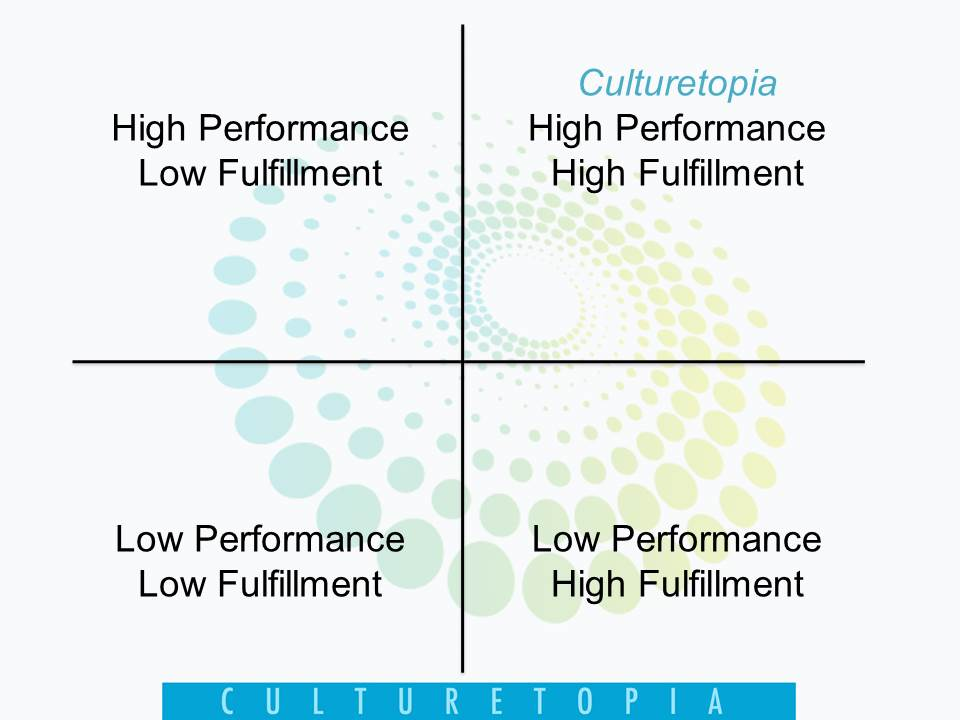 High Performance
Low Fulfillment
Culturetopia
High Performance
High Fulfillment
Low Performance
Low Fulfillment
Low Performance
High Fulfillment
CULTURETOPIA